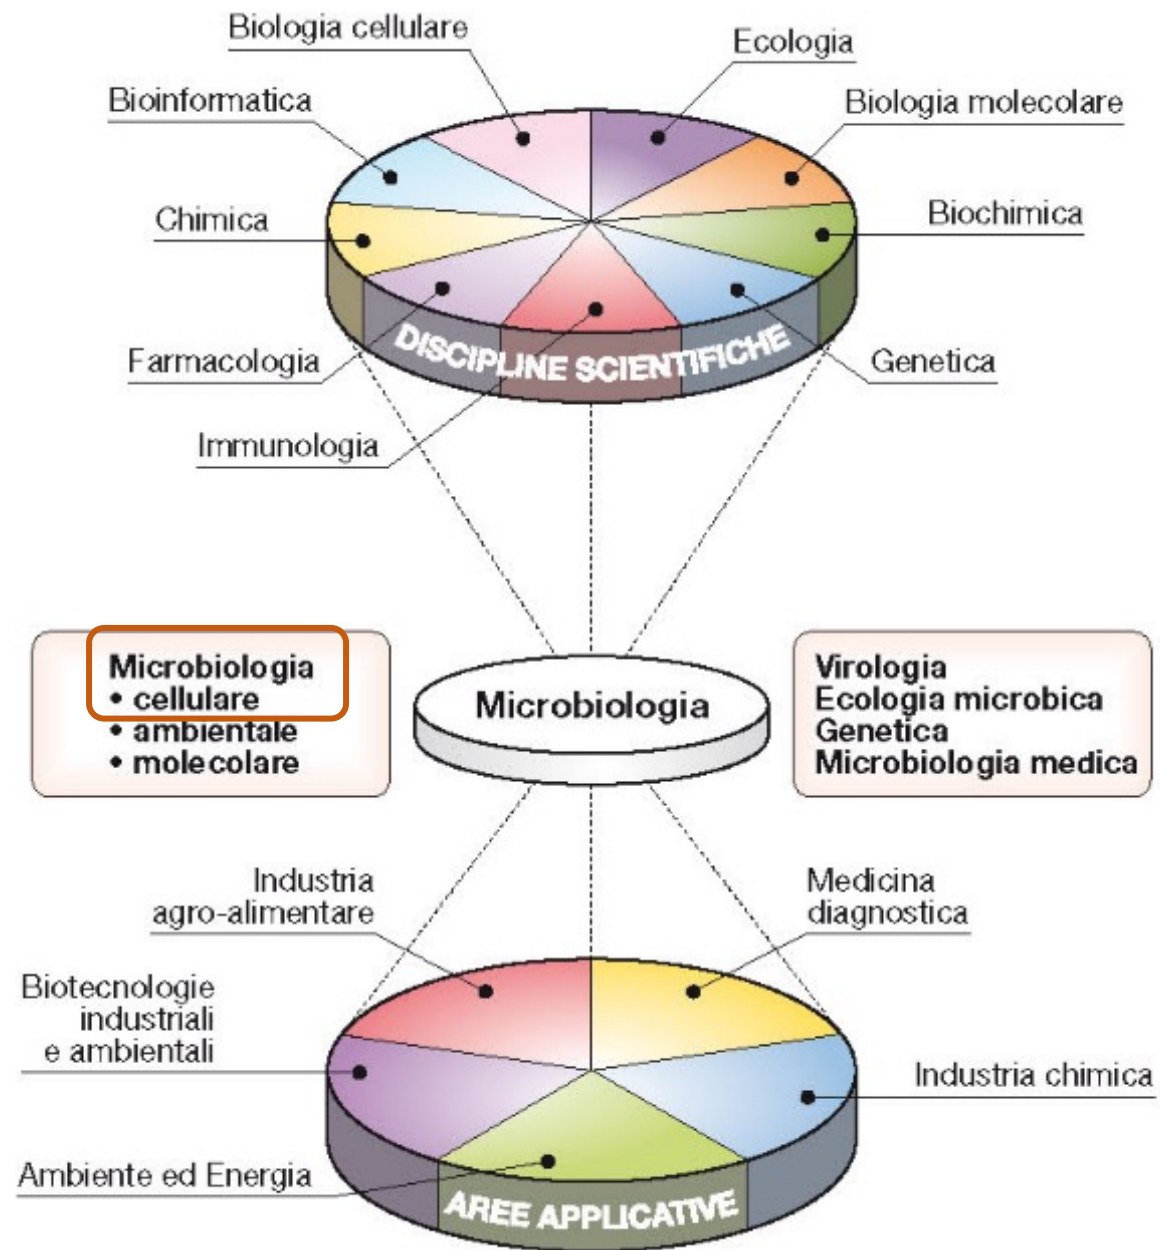 Biologia cellulare
Ecologia
Bioinformatica
Biologia molecolare
Chimica
Biochimica
Farmacologia
DISCIPLINE SCIENTIFICHE
Genetica
Immunologia
Microbiologia
• cellulare
• ambientale
• molecolare
Microbiologia
Virologia
Ecologia microbica
Genetica
Microbiologia medica
Industria
agro-alimentare
Medicina
diagnostica
Biotecnologie
industriali
e ambientali
Industria chimica
Ambiente ed Energia
AREE APPLICATIVE